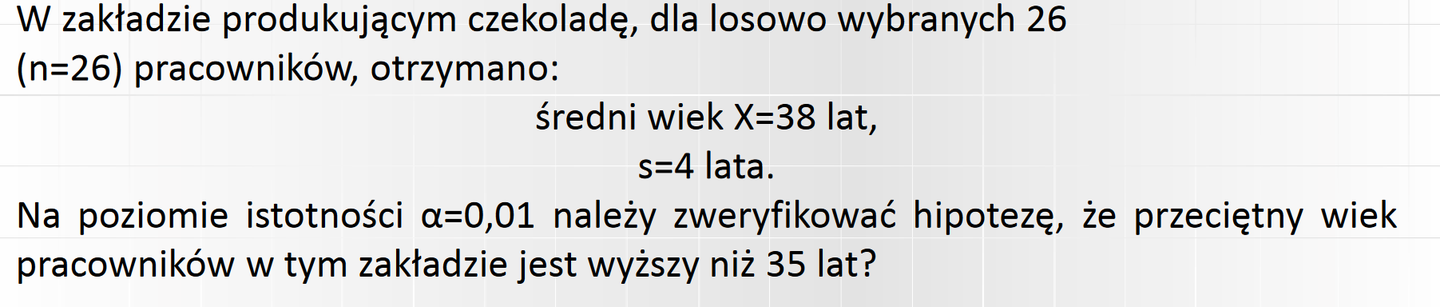 W zakładzie produkującym czekoladę, dla losowo wybranych 26
(n=26) pracowników, otrzymano:
średni wiek X=38 lat,
s=4 lata.
Na poziomie istotności α=0,01 należy zweryfikować hipotezę, że przeciętny wiek
pracowników w tym zakładzie jest wyższy niż 35 lat?